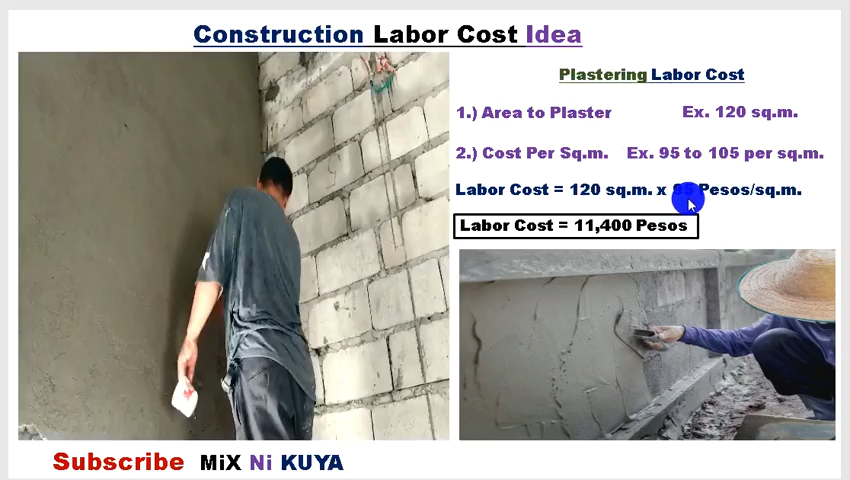 Construction Labor Cost Idea
Plastering Labor Cost
1.) Area to Plaster Ex. 120 sq.m.
2.) Cost Per Sq.m. Ex. 95 to 105 per sq.m.
Labor Cost = 120 sq.m. x 95 Pesos/sq.m.
Labor Cost = 11,400 Pesos
Subscribe MiX Ni KUYA